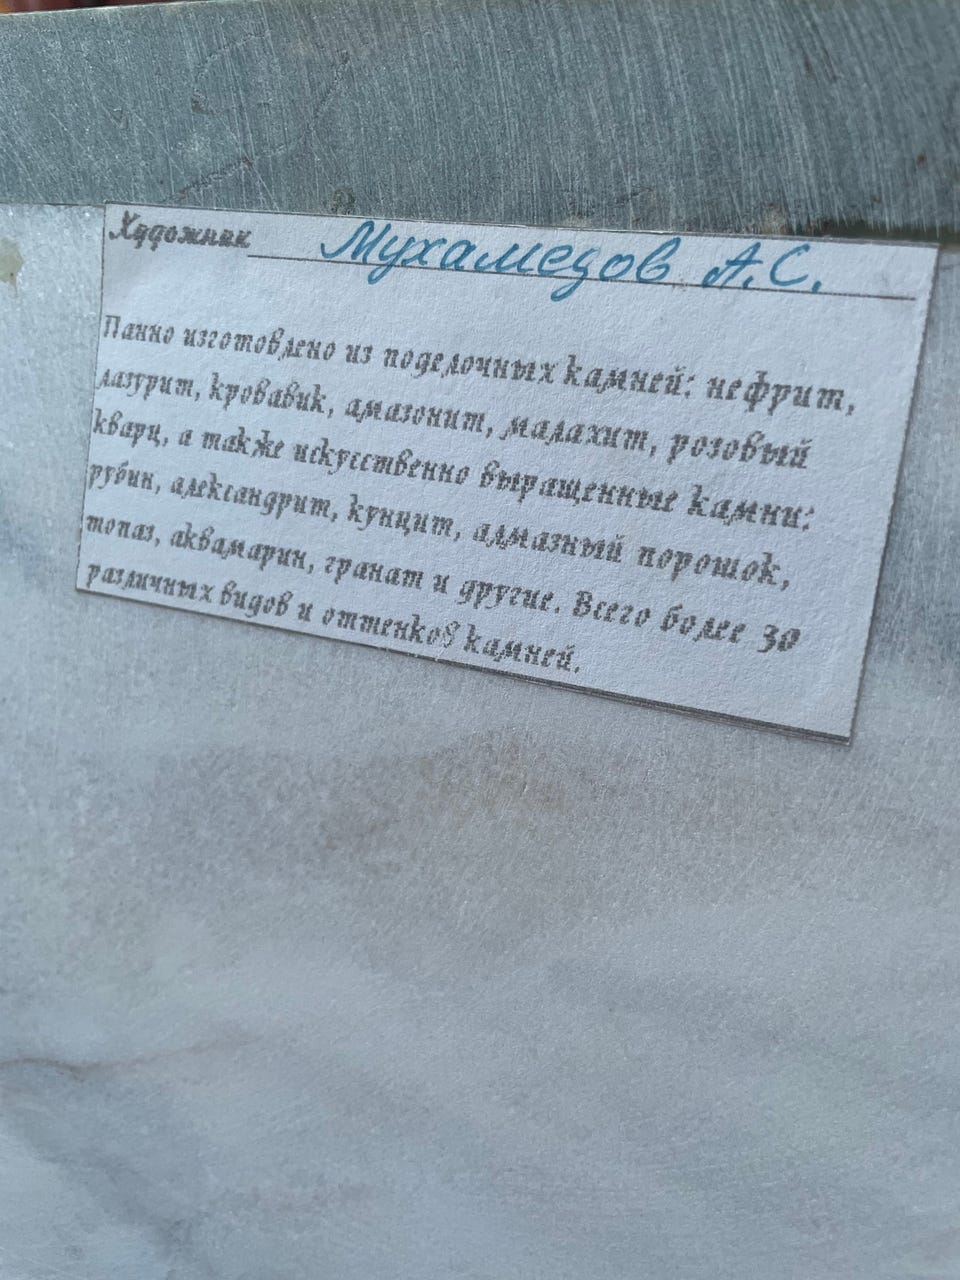 Художник Мухамедов А.С.
Панно изготовлено из поделочных камней: нефрит,
лазурит, кровавик, амазонит, малахит, розовый
кварц, а также искусственно выращенные камни:
рубин, александрит, кунцит, алмазный порошок,
топаз, аквамарин, гранат и другие. Всего более 30
различных видов и оттенков камней.